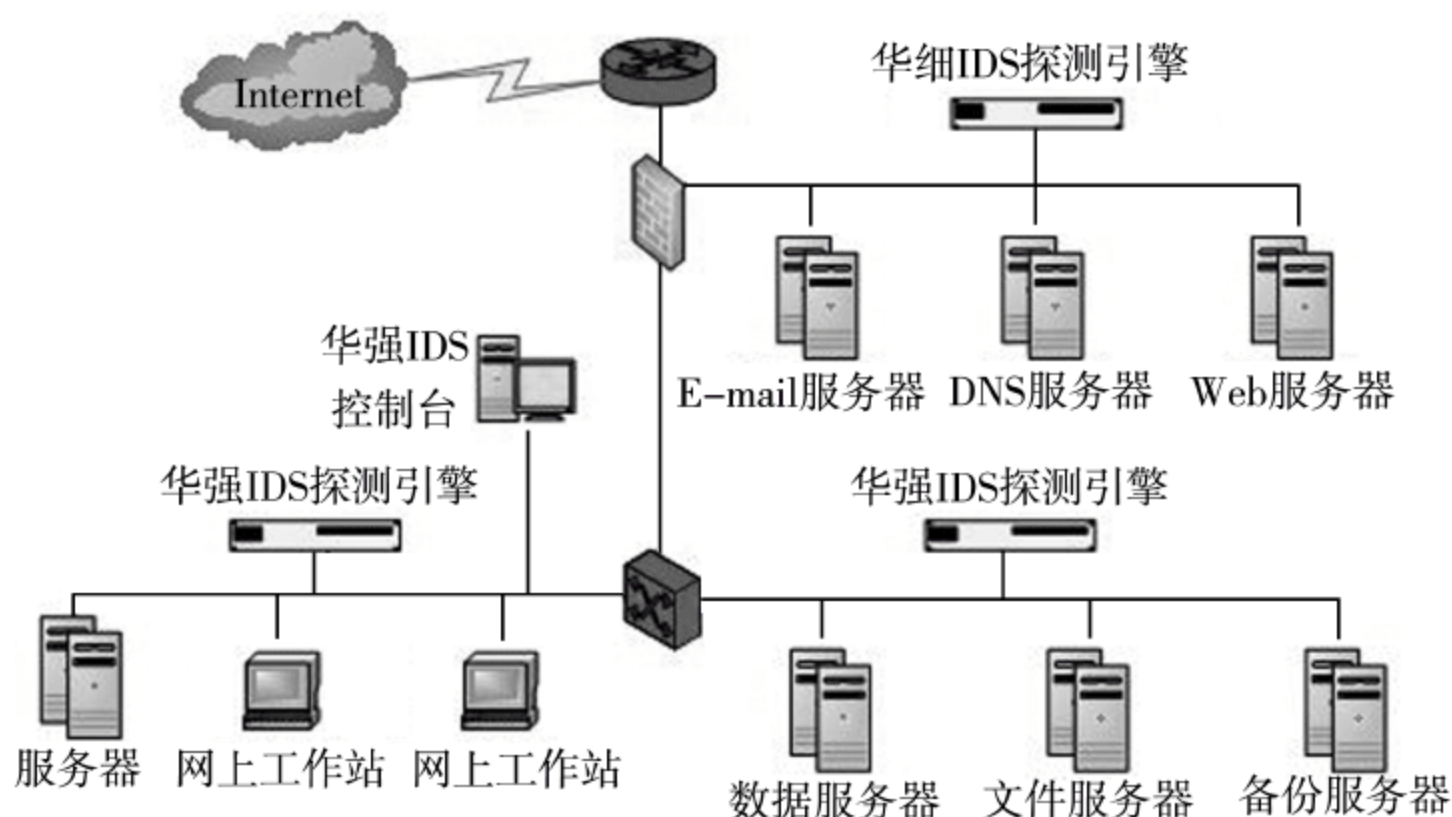 华细IDS探测引擎
Internet
华强IDS
控制台
E-mail服务器
DNS服务器
Web服务器
华强IDS探测引擎
华强IDS探测引擎
服务器
网上工作站
网上工作站
数据服务器
文件服务器
备份服务器